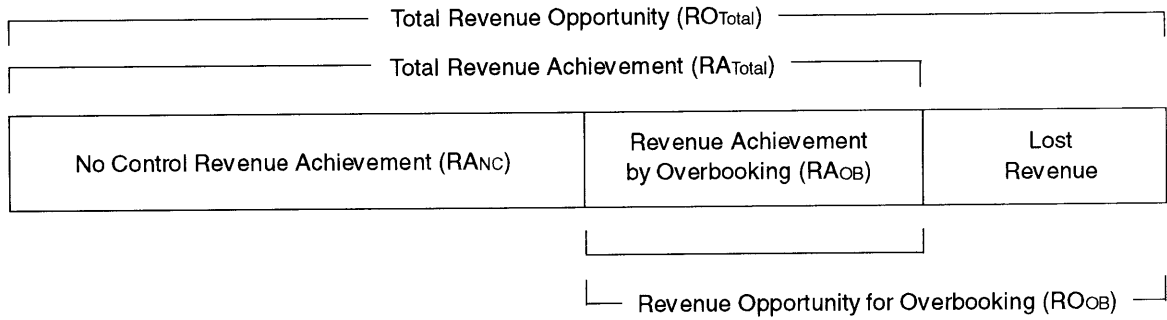 Total Revenue Opportunity (ROTotal)
Total Revenue Achievement (RATotal)
No Control Revenue Achievement (RANC)
Revenue Achievement
by Overbooking (RAOB)
Lost
Revenue
Revenue Opportunity for Overbooking (ROOB)